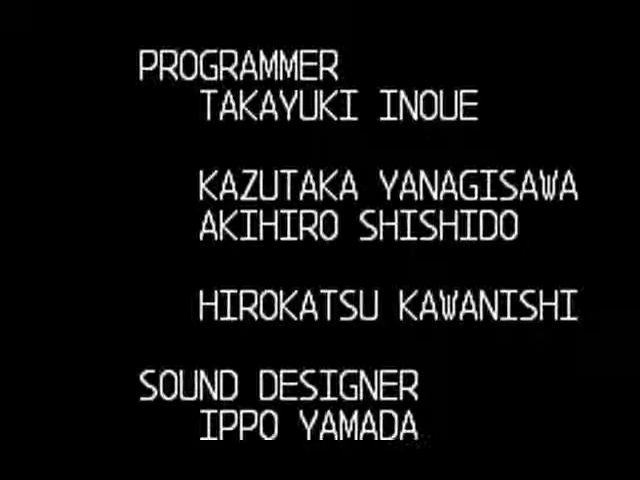 PROGRAMMER
TAKAYUKI INOUE
KAZUTAKA YANAGISAWA
AKIHIRO SHISHIDO
HIROKATSU KAWANISHI
SOUND DESIGNER
IPPO YAMADA